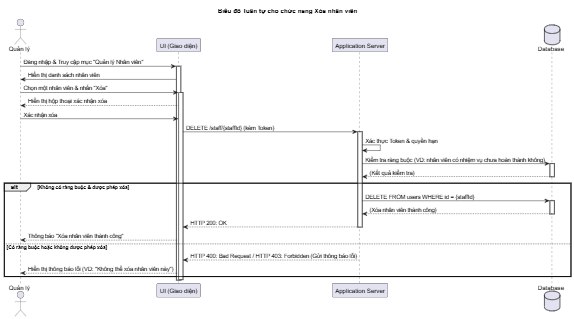 Biểu đồ tuần tự cho chức năng Xóa nhân viên
Quản lý
UI (Giao diện)
Application Server
Database
Đăng nhập & Truy cập mục "Quản lý Nhân viên"
Hiển thị danh sách nhân viên
Chọn một nhân viên & nhấn "Xóa"
Hiển thị hộp thoại xác nhận xóa
Xác nhận xóa
DELETE /staff/{staffId} (kèm Token)
Xác thực Token & quyền hạn
Kiểm tra ràng buộc (VD: nhân viên có nhiệm vụ chưa hoàn thành không)
(Kết quả kiểm tra)
alt
[Không có ràng buộc & được phép xóa]
DELETE FROM users WHERE id = {staffId}
(Xóa nhân viên thành công)
HTTP 200: OK
Thông báo "Xóa nhân viên thành công"
[Có ràng buộc hoặc không được phép xóa]
HTTP 400: Bad Request / HTTP 403: Forbidden (Gửi thông báo lỗi)
Hiển thị thông báo lỗi (VD: "Không thể xóa nhân viên này")
Quản lý
UI (Giao diện)
Application Server
Database